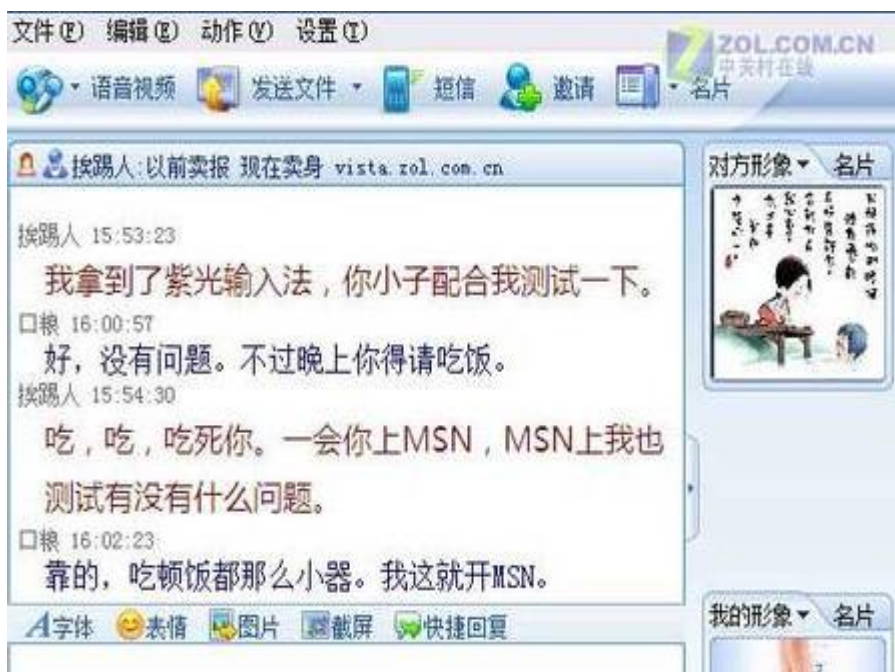 文件(F) 编辑(E) 动作(V) 设置(I)
ZOL.COM.CN
中关村在线
语音视频 发送文件 短信 邀请 名片
挨踢人:以前卖报 现在卖身 vista.zol.com.cn
对方形象 名片
挨踢人 15:53:23
我拿到了紫光输入法，你小子配合我测试一下。
口粮 16:00:57
好，没有问题。不过晚上你得请吃饭。
挨踢人 15:54:30
吃，吃，吃死你。一会你上MSN，MSN上我也
测试有没有什么问题。
口粮 16:02:23
靠的，吃顿饭都那么小器。我这就开MSN。
A字体 表情 图片 截屏 快捷回复
我的形象 名片